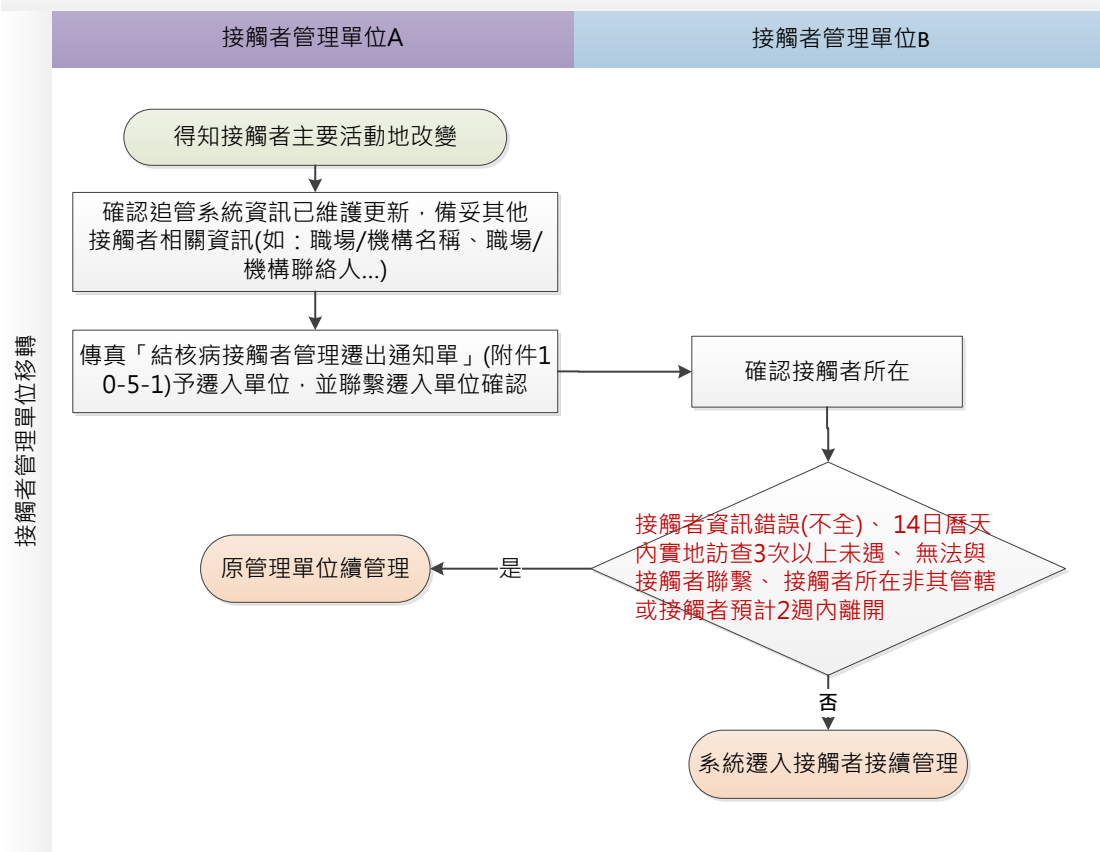 接觸者管理單位A
接觸者管理單位B
接觸者管理單位移轉
得知接觸者主要活動地改變
確認追管系統資訊已維護更新，備妥其他
接觸者相關資訊(如：職場/機構名稱、職場/
機構聯絡人...)
傳真「結核病接觸者管理遷出通知單」(附件1
0-5-1)予遷入單位，並聯繫遷入單位確認
確認接觸者所在
接觸者資訊錯誤(不全)、 14日曆天
內實地訪查3次以上未遇、 無法與
接觸者聯繫、 接觸者所在非其管轄
或接觸者預計2週內離開
是
原管理單位續管理
否
系統遷入接觸者接續管理